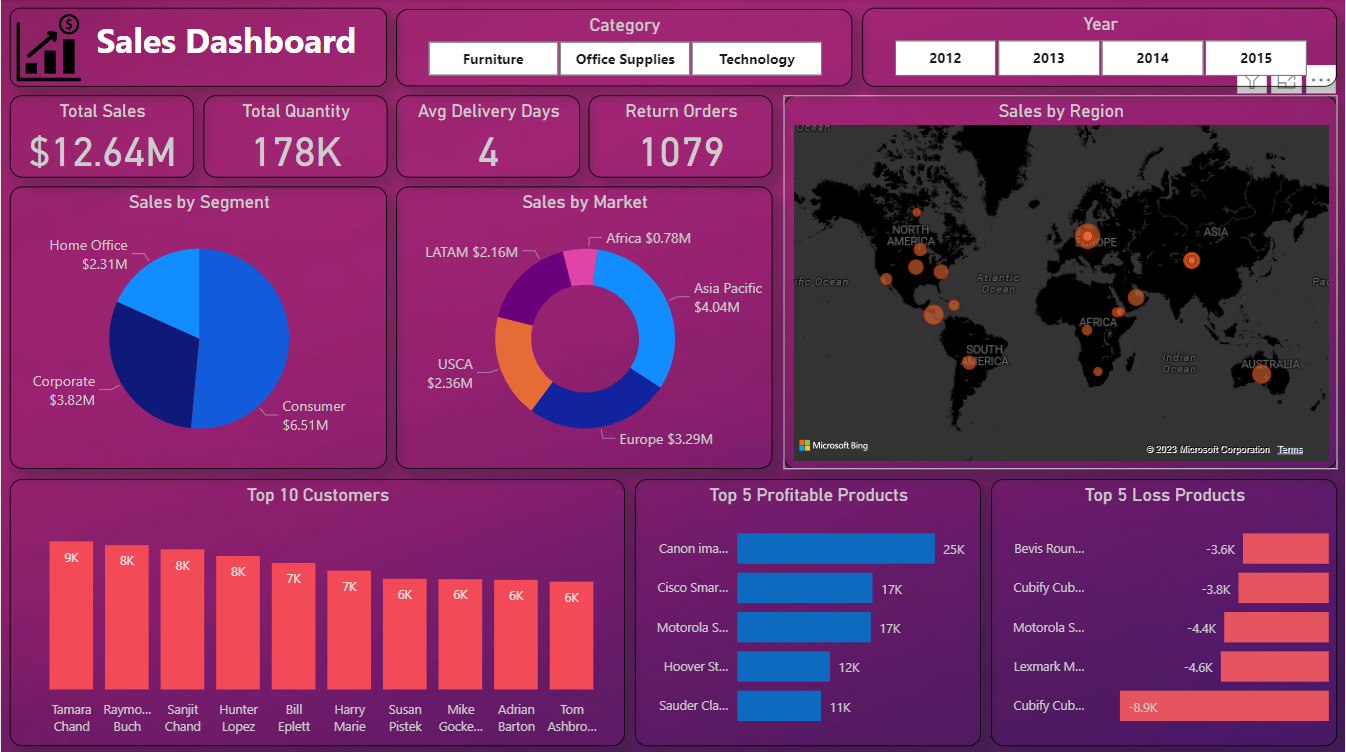 Sales Dashboard
Category
Furniture
Office Supplies
Technology
Year
2012
2013
2014
2015
Total Sales
$12.64M
Total Quantity
178K
Avg Delivery Days
4
Return Orders
1079
Sales by Segment
Home Office
$2.31M
Corporate
$3.82M
Consumer
$6.51M
Sales by Market
Africa $0.78M
LATAM $2.16M
Asia Pacific
$4.04M
USCA
$2.36M
Europe $3.29M
Sales by Region
Ocean
NORTH
AMERICA
ASIA
Atlantic
Ocean
AFRICA
SOUTH
AMERICA
Indian
Ocean
AUSTRALIA
Microsoft Bing
© 2023 Microsoft Corporation
Terms
Top 10 Customers
9K
8K
8K
8K
7K
7K
6K
6K
6K
6K
Tamara
Chand
Raymo...
Buch
Sanjit
Chand
Hunter
Lopez
Bill
Eplett
Harry
Marie
Susan
Pistek
Mike
Gocke...
Adrian
Barton
Tom
Ashbro...
Top 5 Profitable Products
Canon ima...
25K
Cisco Smar...
17K
Motorola S...
17K
Hoover St...
12K
Sauder Cla...
11K
Top 5 Loss Products
Bevis Roun...
-3.6K
Cubify Cub...
-3.8K
Motorola S...
-4.4K
Lexmark M...
-4.6K
Cubify Cub...
-8.9K